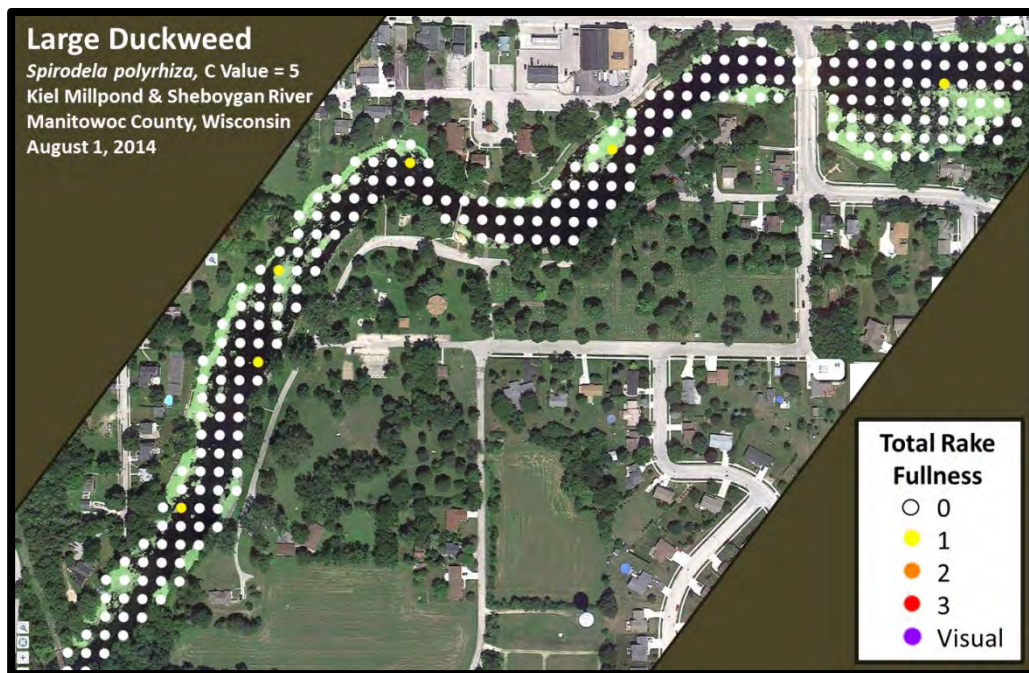 Large Duckweed
Spirodela polyrhiza, C Value = 5
Kiel Millpond & Sheboygan River
Manitowoc County, Wisconsin
August 1, 2014
Total Rake
Fullness
0
1
2
3
Visual